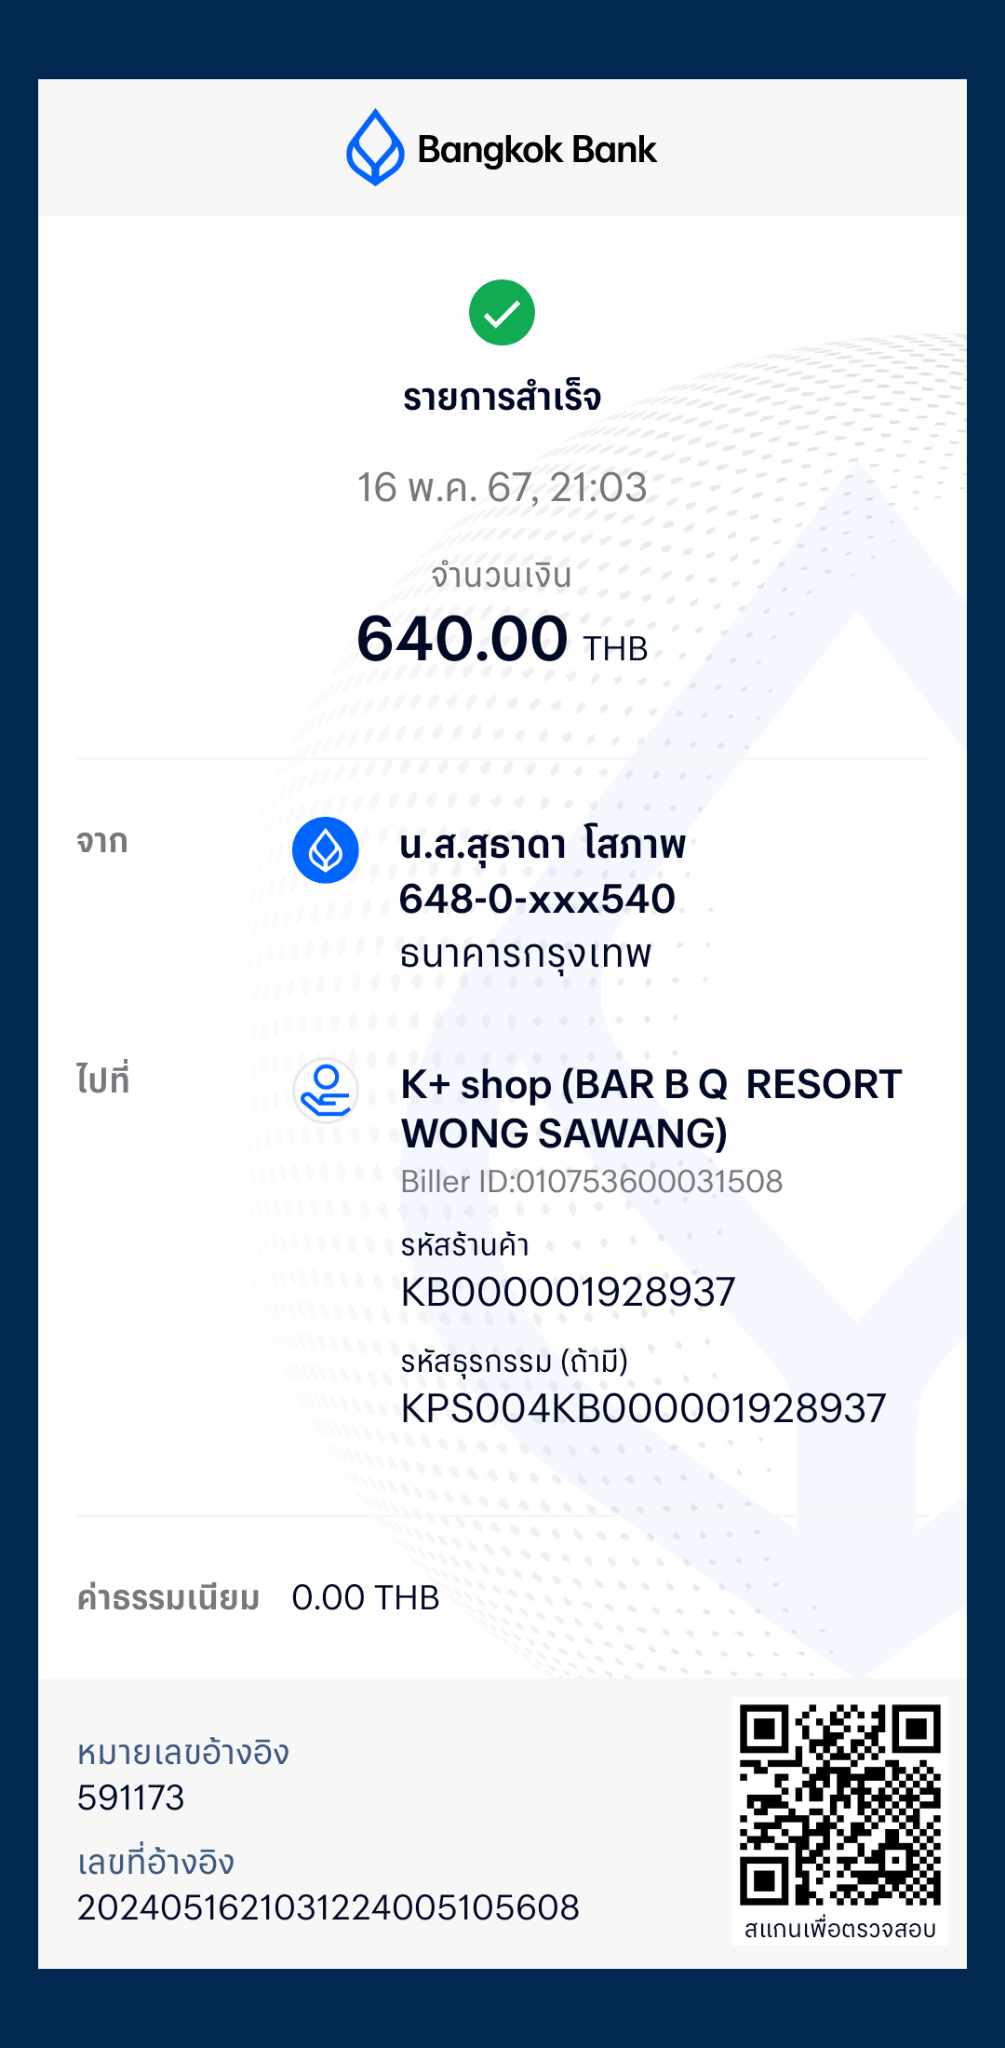 Bangkok Bank
รายการสำเร็จ
16 พ.ค. 67, 21:03
จำนวนเงิน
640.00 THB
จาก
น.ส.สุธาดา โสภาพ
648-0-xxx540
ธนาคารกรุงเทพ
ไปที่
K+ shop (BAR B Q RESORT
WONG SAWANG)
Biller ID:010753600031508
รหัสร้านค้า
KB000001928937
รหัสธุรกรรม (ถ้ามี)
KPS004KB000001928937
ค่าธรรมเนียม 0.00 THB
หมายเลขอ้างอิง
591173
เลขที่อ้างอิง
2024051621031224005105608
สแกนเพื่อตรวจสอบ